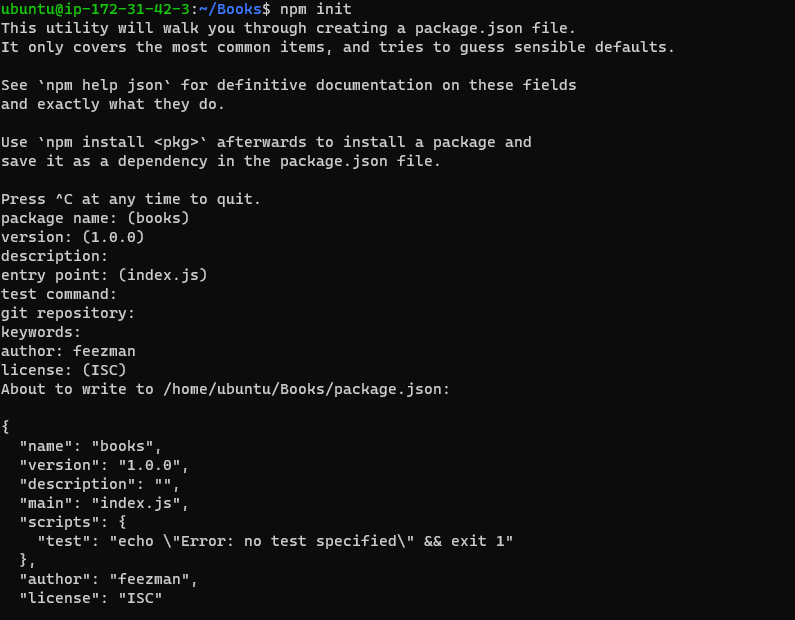 ubuntu@ip-172-31-42-3:~/Books$ npm init
This utility will walk you through creating a package.json file.
It only covers the most common items, and tries to guess sensible defaults.

See `npm help json` for definitive documentation on these fields
and exactly what they do.

Use `npm install <pkg>` afterwards to install a package and
save it as a dependency in the package.json file.

Press ^C at any time to quit.
package name: (books)
version: (1.0.0)
description:
entry point: (index.js)
test command:
git repository:
keywords:
author: feezman
license: (ISC)
About to write to /home/ubuntu/Books/package.json:

{
  "name": "books",
  "version": "1.0.0",
  "description": "",
  "main": "index.js",
  "scripts": {
    "test": "echo \"Error: no test specified\" && exit 1"
  },
  "author": "feezman",
  "license": "ISC"